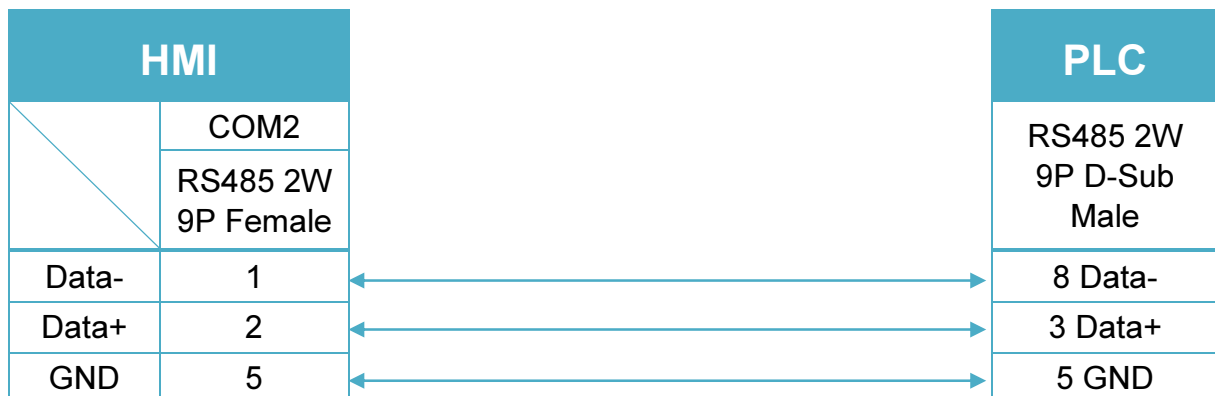 HMI
PLC
COM2
RS485 2W
9P Female
RS485 2W
9P D-Sub
Male
Data- 1 8 Data-
Data+ 2 3 Data+
GND 5 5 GND